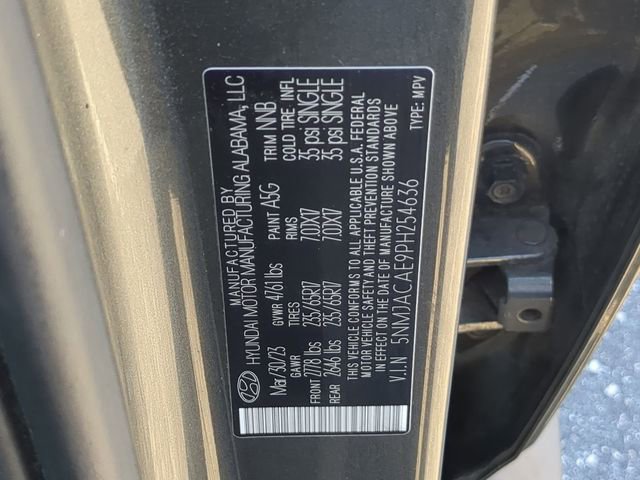 MANUFACTURED BY
HYUNDAI MOTOR MANUFACTURING ALABAMA, LLC
Mar/30/23 GVWR 4761 lbs PAINT A5G TRIM NNB
GAWR TIRES RIMS COLD TIRE INFL
FRONT 2778 lbs 235/65R17 7.00X17 35 psi SINGLE
REAR 2646 lbs 235/65R17 7.00X17 35 psi SINGLE
THIS VEHICLE CONFORMS TO ALL APPLICABLE U.S.A. FEDERAL
MOTOR VEHICLE SAFETY AND THEFT PREVENTION STANDARDS
IN EFFECT ON THE DATE OF MANUFACTURE SHOWN ABOVE
V.I.N 5NMJACAE9PH254636 TYPE: MPV